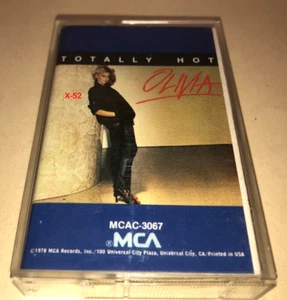 TOTALLY HOT
OLIVIA
X-52
MCAC-3067
MCA
©1978 MCA Records, Inc./100 Universal City Plaza, Universal City, CA/Printed in USA